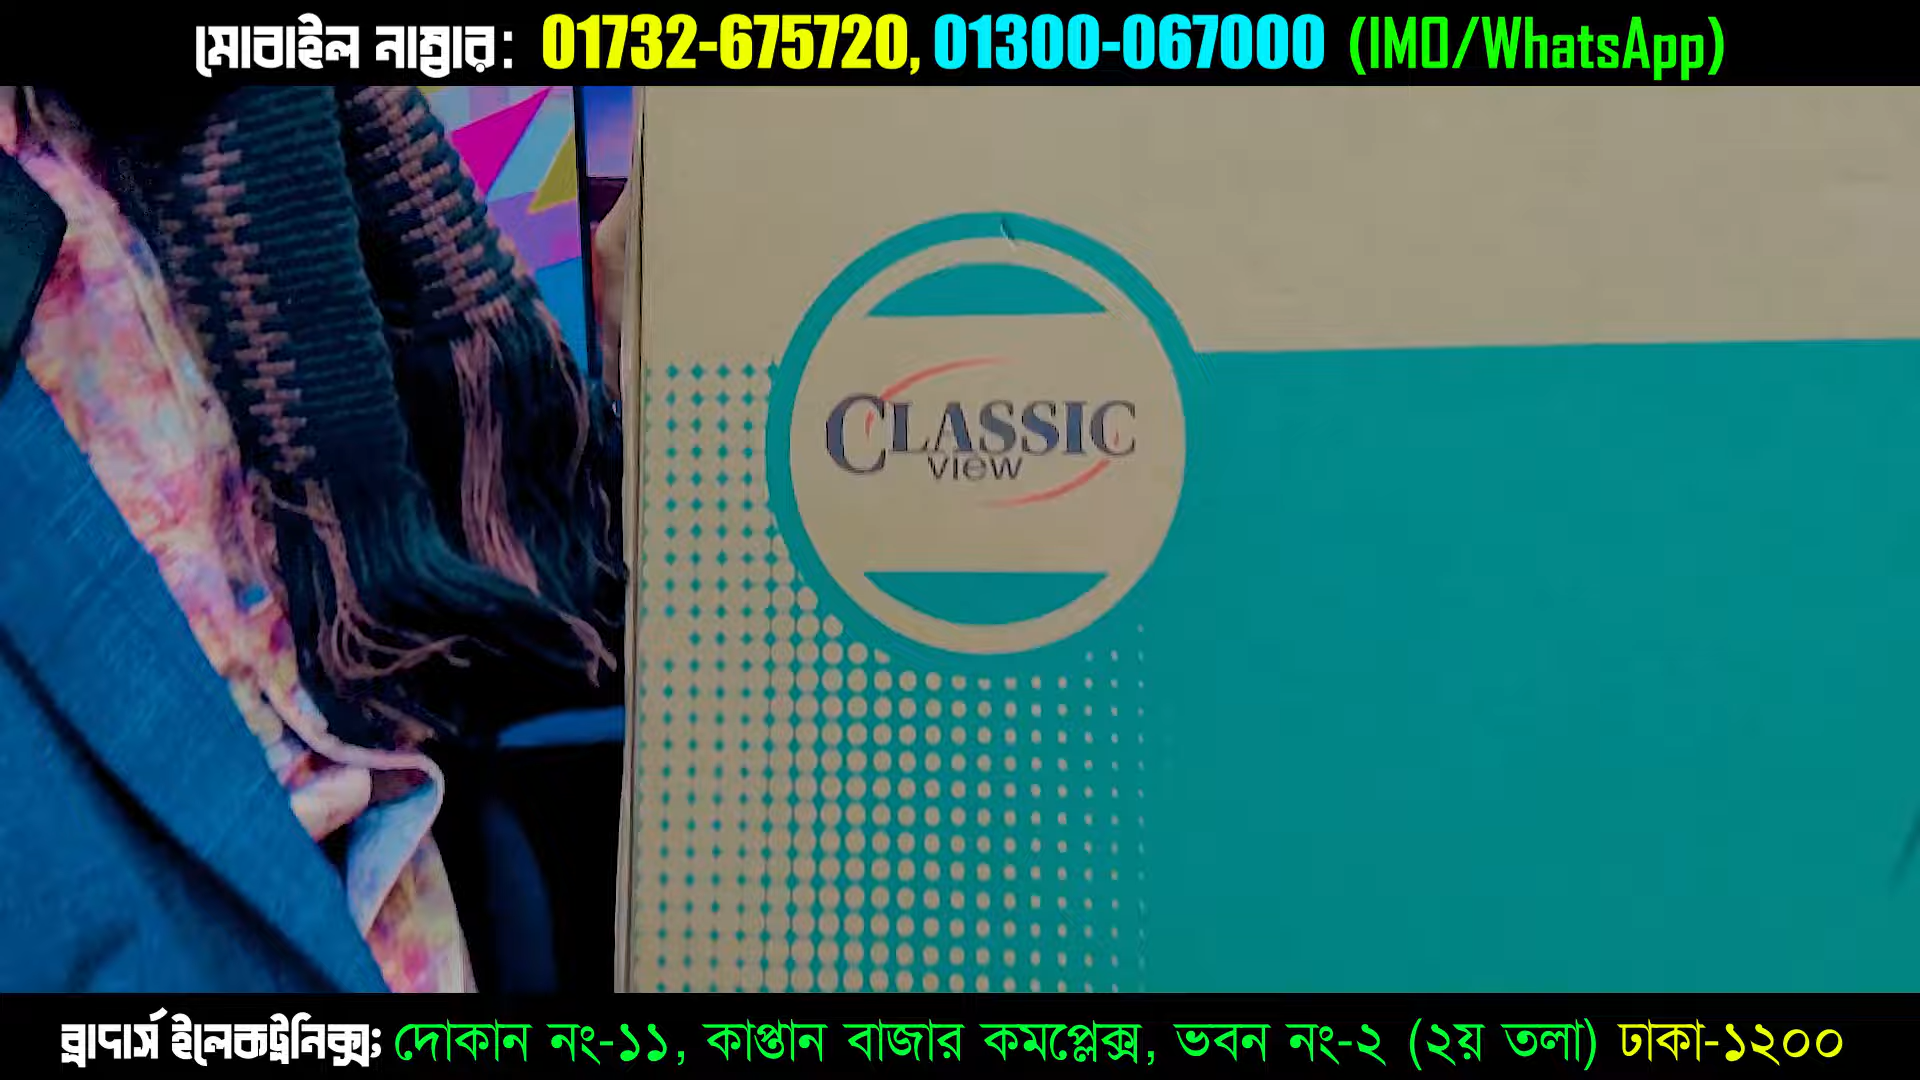 মোবাইল নাম্বার: 01732-675720, 01300-067000 (IMO/WhatsApp)
CLASSIC
view
ব্রাদার্স ইলেকট্রনিক্স: দোকান নং-১১, কাপ্তান বাজার কমপ্লেক্স, ভবন নং-২ (২য় তলা) ঢাকা-১২০০